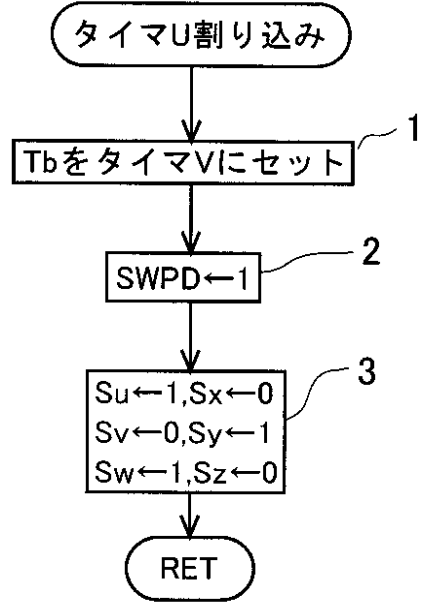 タイマU割り込み
1
TbをタイマVにセット
2
SWPD←1
3
Su←1,Sx←0
Sv←0,Sy←1
Sw←1,Sz←0
RET